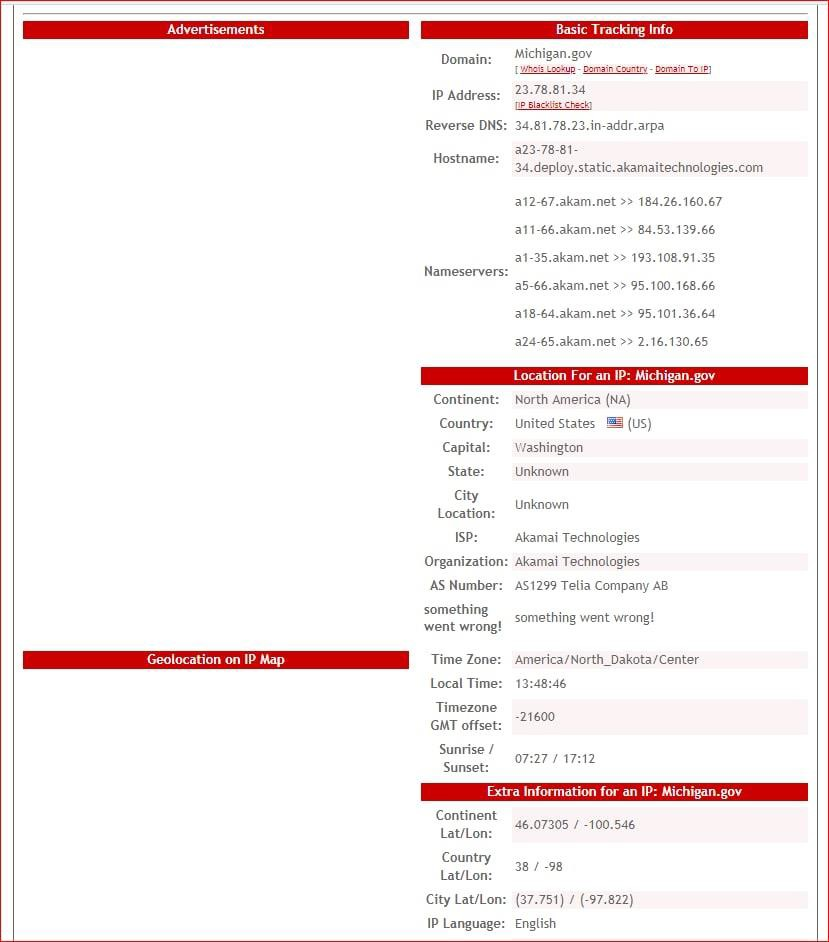 Advertisements
Basic Tracking Info
Domain: Michigan.gov
[ Whois Lookup - Domain Country - Domain To IP]
IP Address: 23.78.81.34
[IP Blacklist Check]
Reverse DNS: 34.81.78.23.in-addr.arpa
Hostname: a23-78-81-
34.deploy.static.akamaitechnologies.com
Nameservers:
a12-67.akam.net >> 184.26.160.67
a11-66.akam.net >> 84.53.139.66
a1-35.akam.net >> 193.108.91.35
a5-66.akam.net >> 95.100.168.66
a18-64.akam.net >> 95.101.36.64
a24-65.akam.net >> 2.16.130.65
Location For an IP: Michigan.gov
Continent: North America (NA)
Country: United States (US)
Capital: Washington
State: Unknown
City
Location: Unknown
ISP: Akamai Technologies
Organization: Akamai Technologies
AS Number: AS1299 Telia Company AB
something
went wrong! something went wrong!
Geolocation on IP Map
Time Zone: America/North_Dakota/Center
Local Time: 13:48:46
Timezone
GMT offset: -21600
Sunrise /
Sunset: 07:27 / 17:12
Extra Information for an IP: Michigan.gov
Continent
Lat/Lon: 46.07305 / -100.546
Country
Lat/Lon: 38 / -98
City Lat/Lon: (37.751) / (-97.822)
IP Language: English